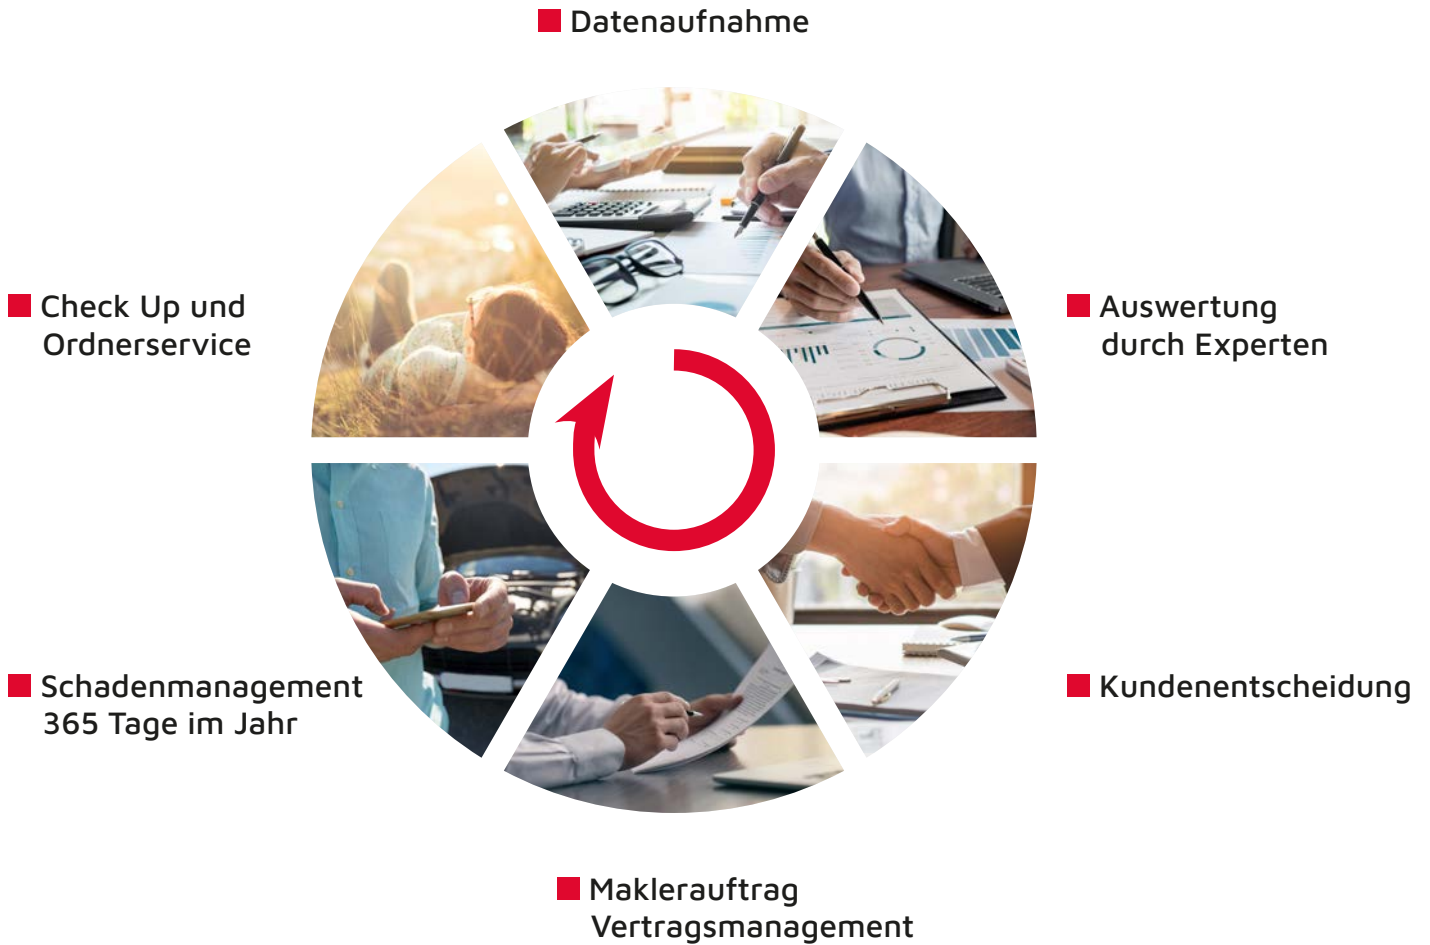 Datenaufnahme
Auswertung
durch Experten
Kundenentscheidung
Maklerauftrag
Vertragsmanagement
Schadenmanagement
365 Tage im Jahr
Check Up und
Ordnerservice